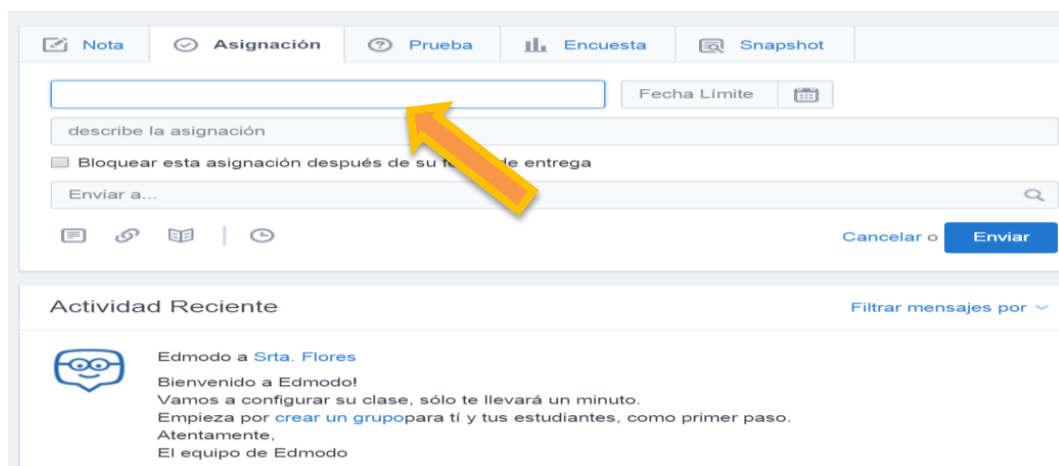 Nota Asignación Prueba Encuesta Snapshot
Fecha Límite
describe la asignación
Bloquear esta asignación después de su de entrega
Enviar a...
Cancelar o Enviar
Actividad Reciente Filtrar mensajes por
Edmodo a Srta. Flores
Bienvenido a Edmodo!
Vamos a configurar su clase, sólo te llevará un minuto.
Empieza por crear un grupopara tí y tus estudiantes, como primer paso.
Atentamente,
El equipo de Edmodo